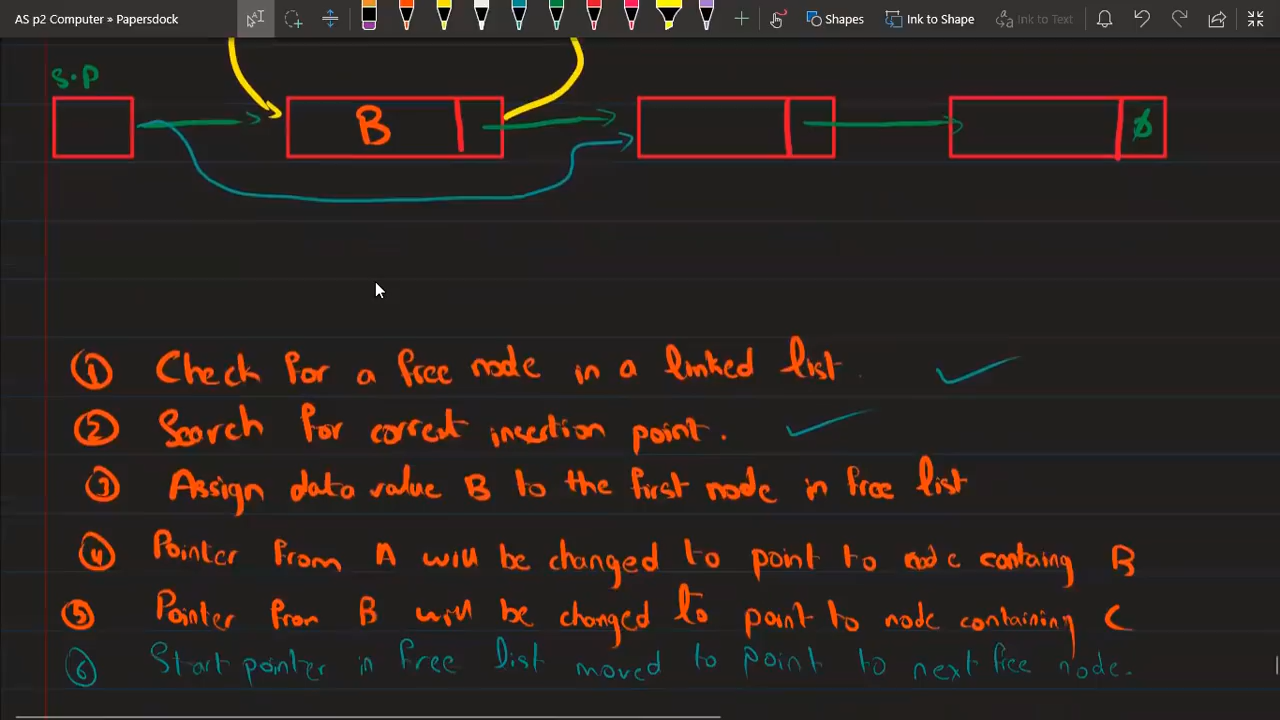 AS p2 Computer » Papersdock
Shapes
Ink to Shape
Ink to Text
S.P
B
Ø
① Check for a free node in a linked list.
② Search for correct insertion point.
③ Assign data value B to the first node in free list
④ Pointer from A will be changed to point to node containg B
⑤ Pointer from B will be changed to point to node containing C
⑥ Start pointer in free list moved to point to next free node.